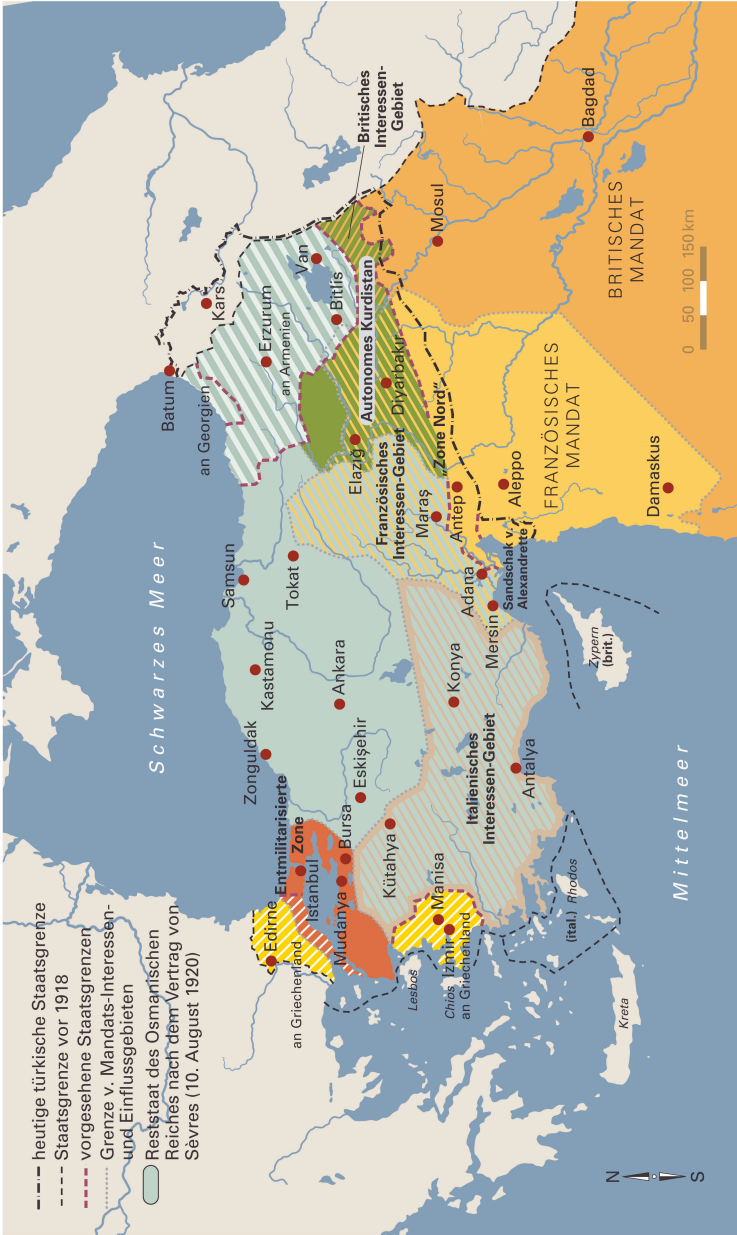 heutige türkische Staatsgrenze
Staatsgrenze vor 1918
vorgesehene Staatsgrenzen
Grenze v. Mandats-Interessen-
und Einflussgebieten
Reststaat des Osmanischen
Reiches nach dem Vertrag von
Sèvres (10. August 1920)
Schwarzes Meer
Edirne
an Griechenland
Entmilitarisierte
Zone
Istanbul
Mudanya
Bursa
Zonguldak
Kastamonu
Samsun
Tokat
Ankara
Eskişehir
Kütahya
Batum
an Georgien
Kars
Erzurum
an Armenien
Van
Bitlis
Britisches
Interessen-
Gebiet
Autonomes Kurdistan
Diyarbakır
Elazığ
Französisches
Interessen-Gebiet
„Zone Nord“
Maraş
Antep
Adana
Mersin
Sandschak v.
Alexandrette
Aleppo
Konya
Italienisches
Interessen-Gebiet
Antalya
Manisa
Izmir
an Griechenland
Lesbos
Chios
Rhodos
(ital.)
Kreta
Zypern
(brit.)
Mittelmeer
Mosul
Bagdad
BRITISCHES
MANDAT
FRANZÖSISCHES
MANDAT
Damaskus
0 50 100 150 km
N
S